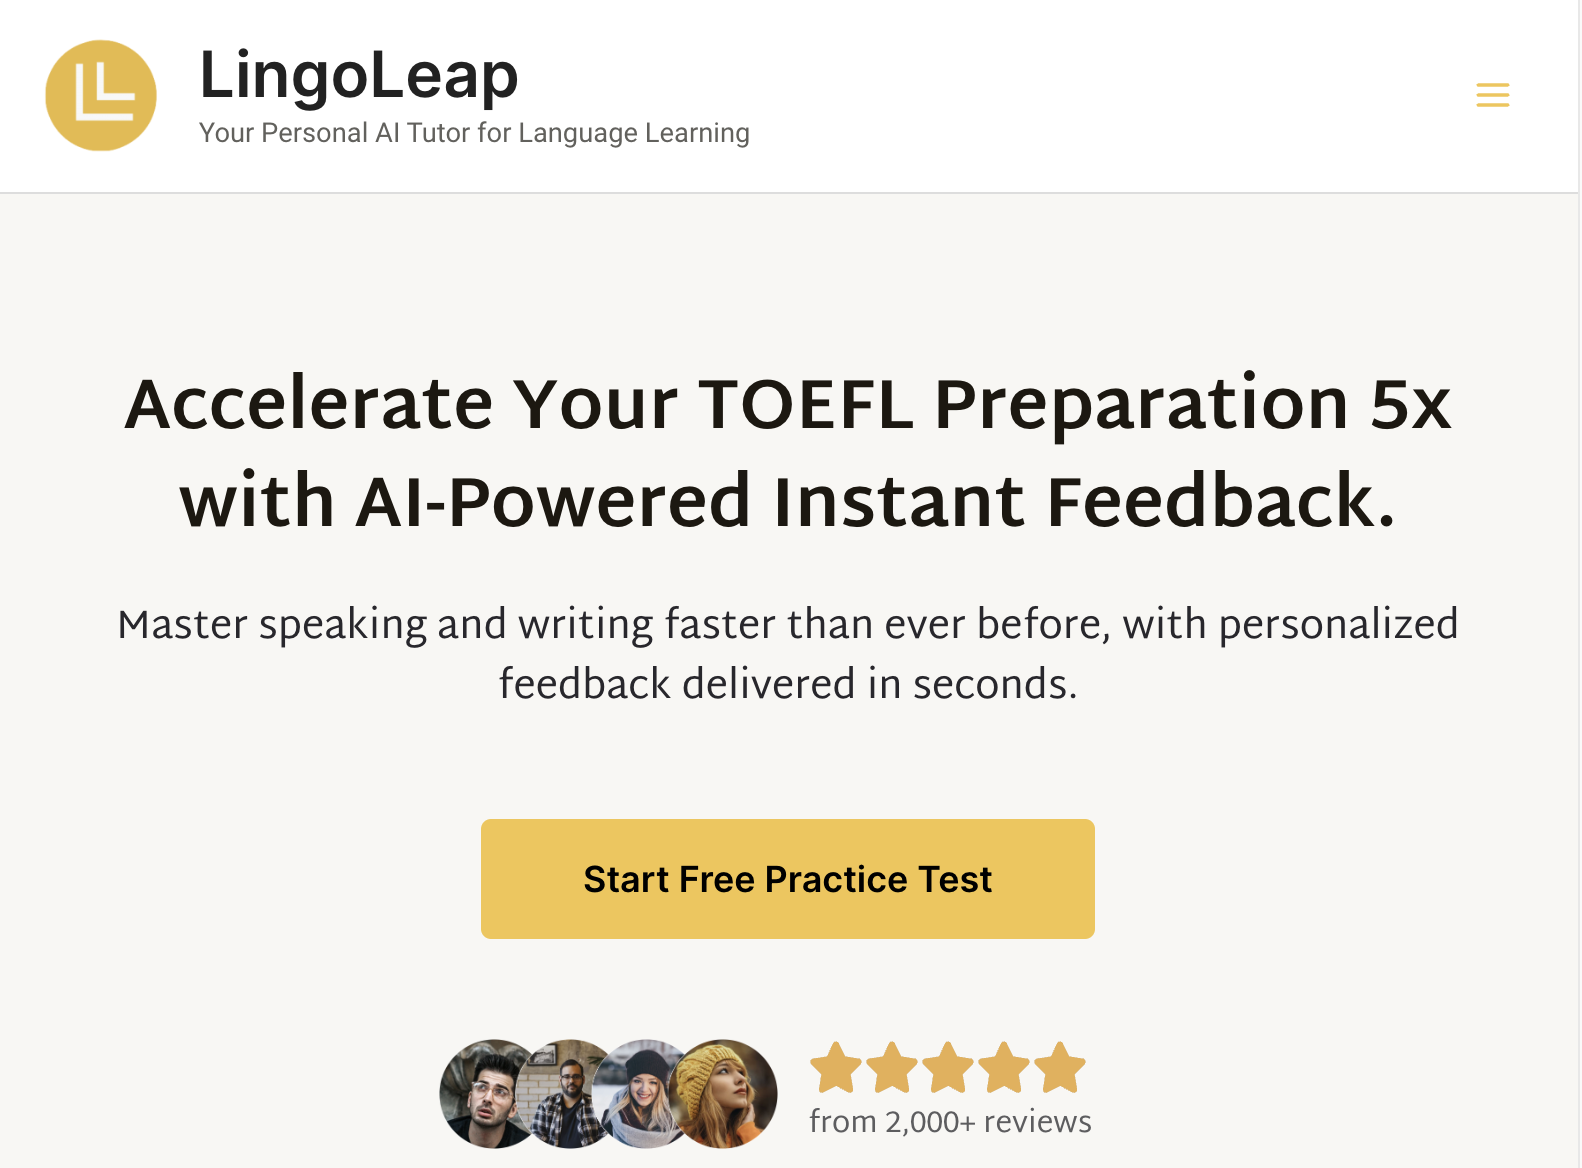 LingoLeap
Your Personal AI Tutor for Language Learning
Accelerate Your TOEFL Preparation 5x
with AI-Powered Instant Feedback.
Master speaking and writing faster than ever before, with personalized
feedback delivered in seconds.
Start Free Practice Test
from 2,000+ reviews